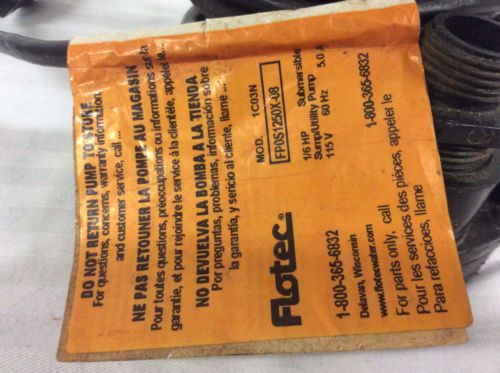 DO NOT RETURN PUMP TO STORE
For questions, concerns, warranty information,
and customer service, call ...
NE PAS RETOUNER LA POMPE AU MAGASIN
Pour toutes questions, préoccupations ou informations sur la
garantie, et pour rejoindre le service à la clientèle, appelez le...
NO DEVUELVA LA BOMBA A LA TIENDA
Por preguntas, problemas, información sobre
la garantía, y sericio al cliente, llame ...
1C03N
MOD. FP0S1250X-08
1/6 HP Submersible
Sump/Utility Pump
115 V 60 Hz 5.0 A
Flotec®
1-800-365-6832
Delavan, Wisconsin
www.flotecwater.com
For parts only, call 1-800-365-6832
Pour les services des pièces, appeler le
Para refacciones, llame